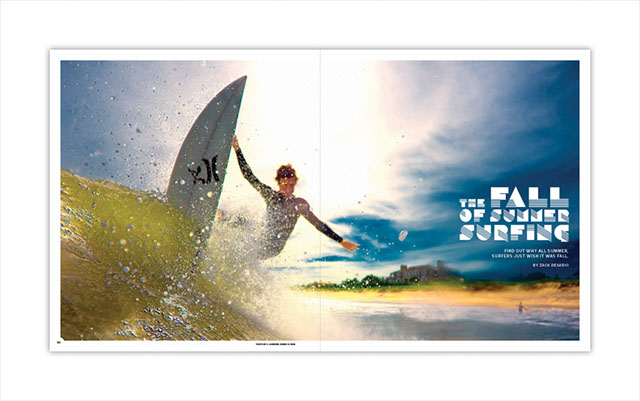 THE FALL
OF SUMMER
SURFING
FIND OUT WHY ALL SUMMER,
SURFERS JUST WISH IT WAS FALL.
BY ZACK DESARIO